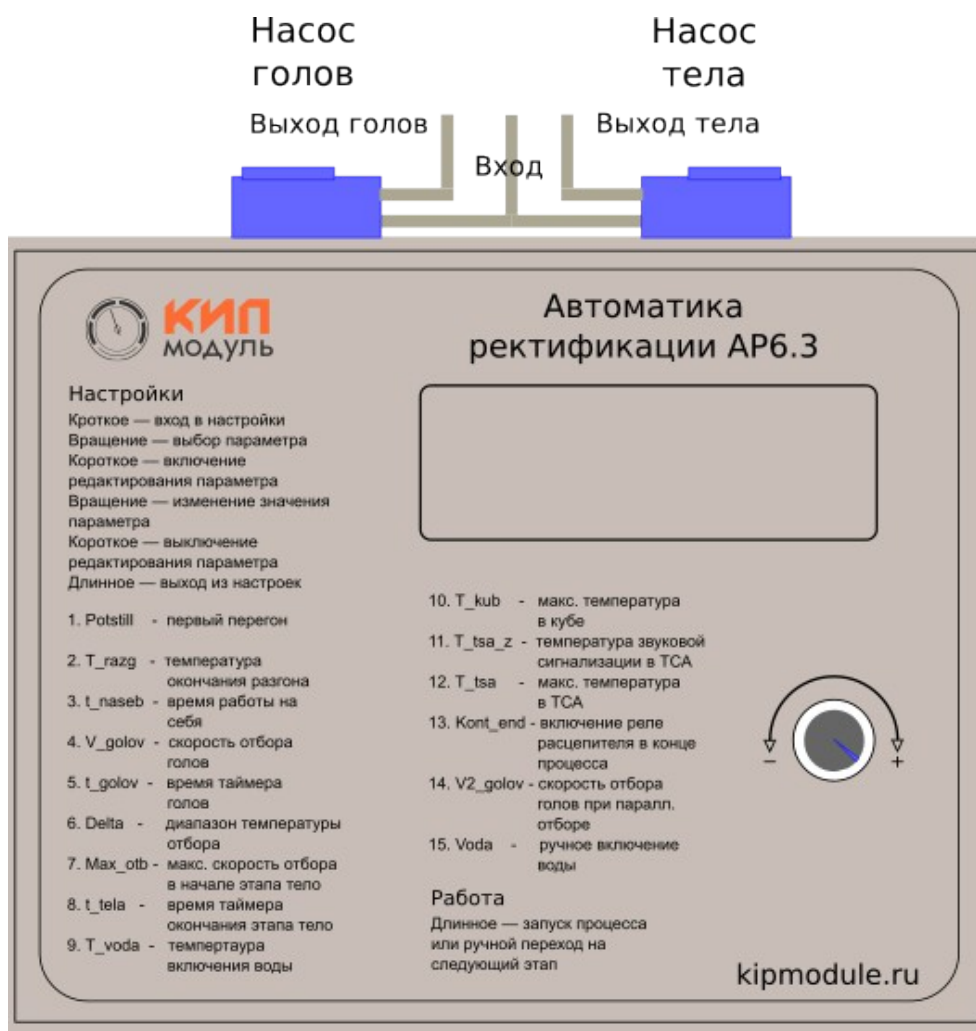 Насос
голов
Насос
тела
Выход голов
Вход
Выход тела
КИП
МОДУЛЬ
Автоматика
ректификации АР6.3
Настройки
Кроткое — вход в настройки
Вращение — выбор параметра
Короткое — включение
редактирования параметра
Вращение — изменение значения
параметра
Короткое — выключение
редактирования параметра
Длинное — выход из настроек
1. Potstill - первый перегон
2. T_razg - температура
окончания разгона
3. t_naseb - время работы на
себя
4. V_golov - скорость отбора
голов
5. t_golov - время таймера
голов
6. Delta - диапазон температуры
отбора
7. Max_otb - макс. скорость отбора
в начале этапа тело
8. t_tela - время таймера
окончания этапа тело
9. T_voda - темпертаура
включения воды
10. T_kub - макс. температура
в кубе
11. T_tsa_z - температура звуковой
сигнализации в ТСА
12. T_tsa - макс. температура
в ТСА
13. Kont_end - включение реле
расцепителя в конце
процесса
14. V2_golov - скорость отбора
голов при паралл.
отборе
15. Voda - ручное включение
воды
Работа
Длинное — запуск процесса
или ручной переход на
следующий этап
− +
kipmodule.ru